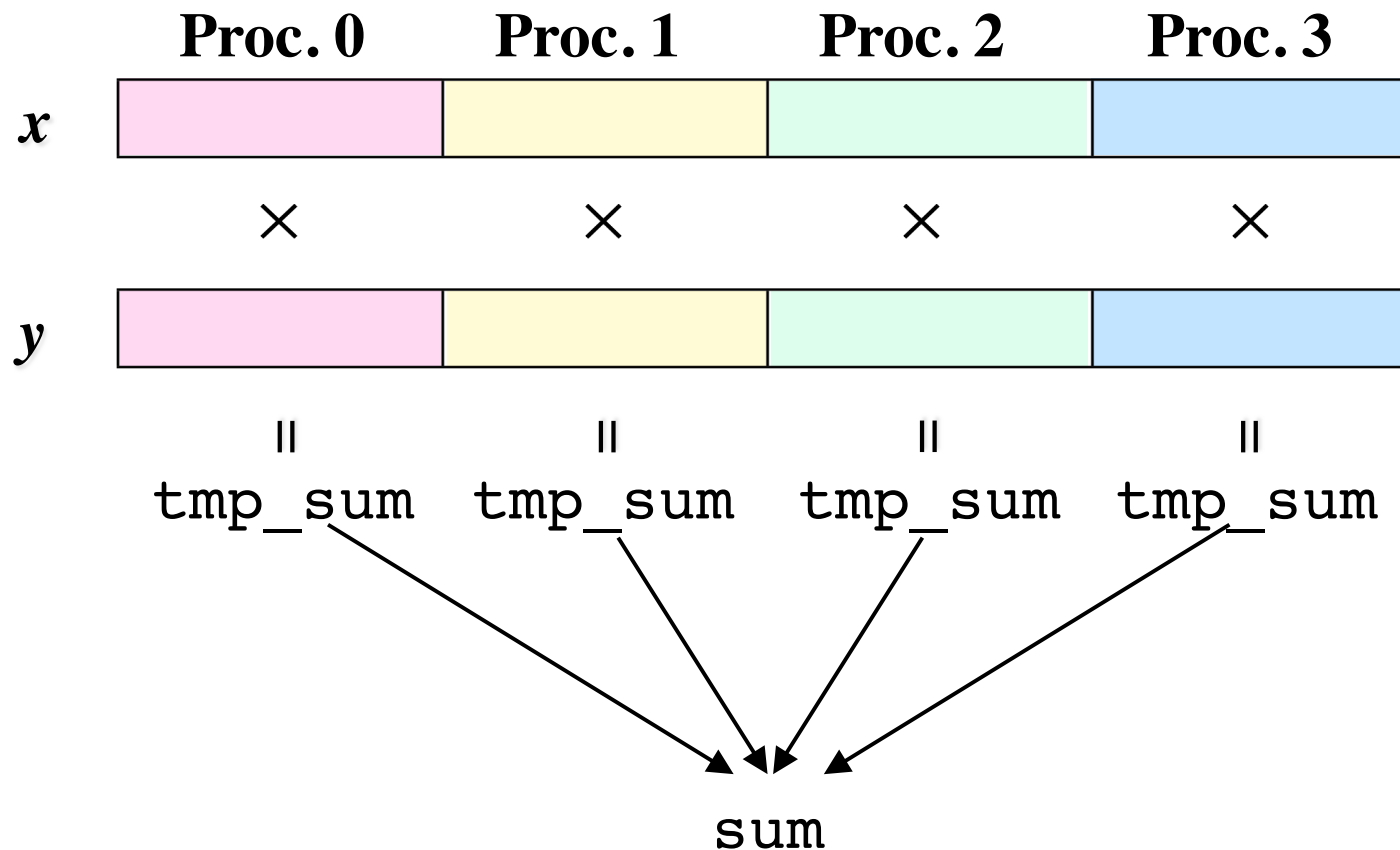 Proc. 0 Proc. 1 Proc. 2 Proc. 3
x
× × × ×
y
= = = =
tmp_sum tmp_sum tmp_sum tmp_sum
sum